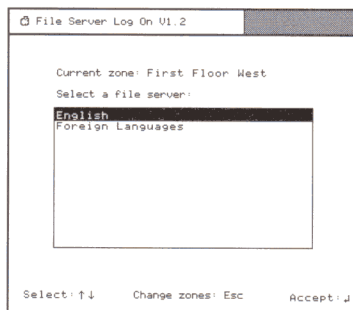 File Server Log On V1.2
Current zone: First Floor West
Select a file server:
English
Foreign Languages
Select: ↑↓ Change zones: Esc Accept: ↲